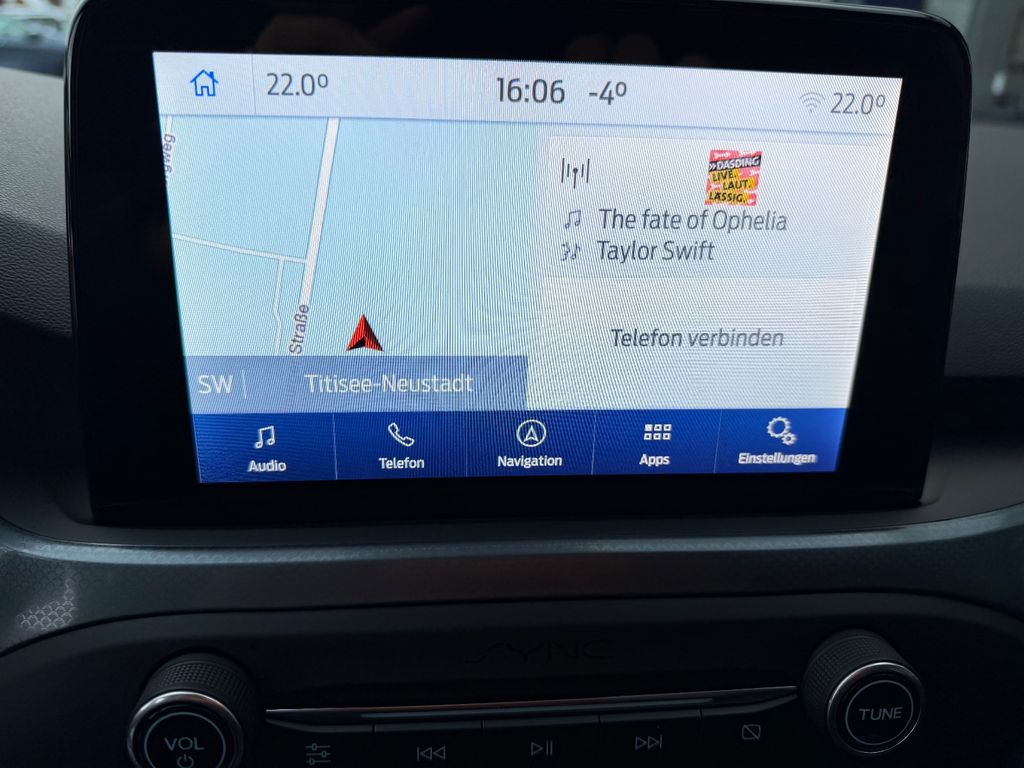 22.0°
16:06 -4°
22.0°
DASDING
LIVE.
LAUT.
LÄSSIG.
The fate of Ophelia
Taylor Swift
Straße
Telefon verbinden
SW
Titisee-Neustadt
Audio
Telefon
Navigation
Apps
Einstellungen
SYNC
VOL
TUNE